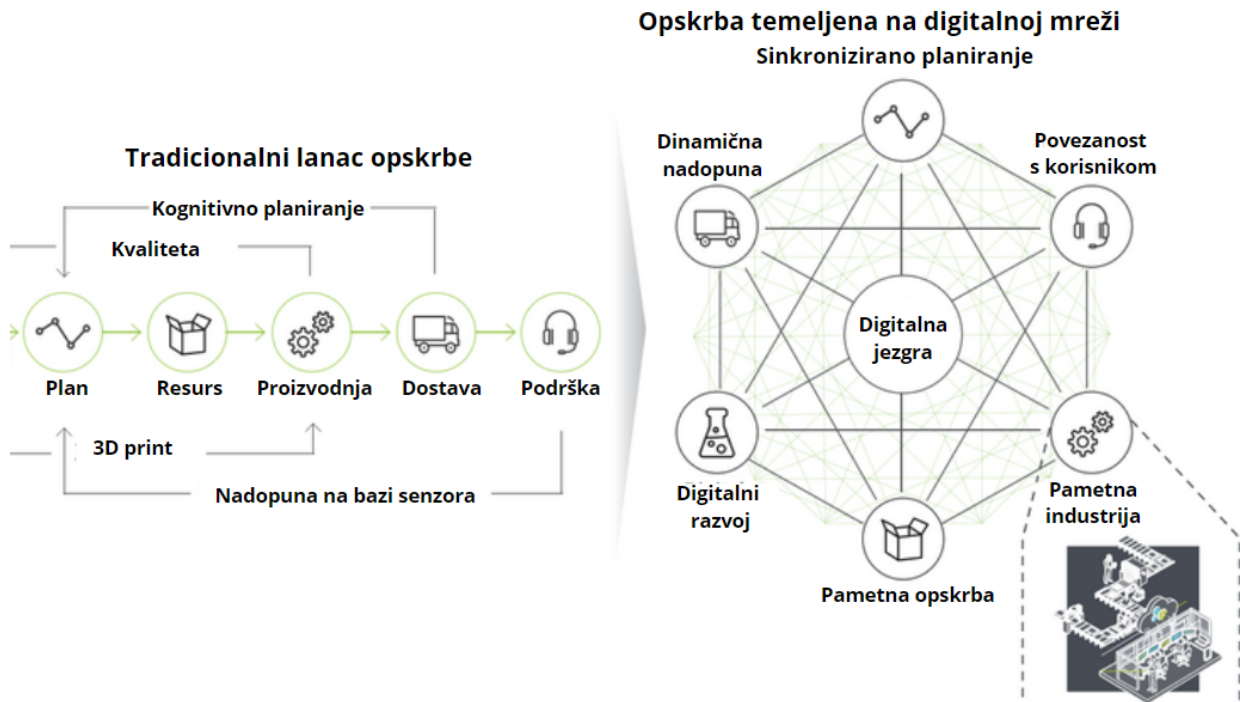 Opskrba temeljena na digitalnoj mreži
Sinkronizirano planiranje
Tradicionalni lanac opskrbe
Kognitivno planiranje
Kvaliteta
Plan
Resurs
Proizvodnja
Dostava
Podrška
3D print
Nadopuna na bazi senzora
Dinamična
nadopuna
Povezanost
s korisnikom
Digitalna
jezgra
Digitalni
razvoj
Pametna
industrija
Pametna opskrba